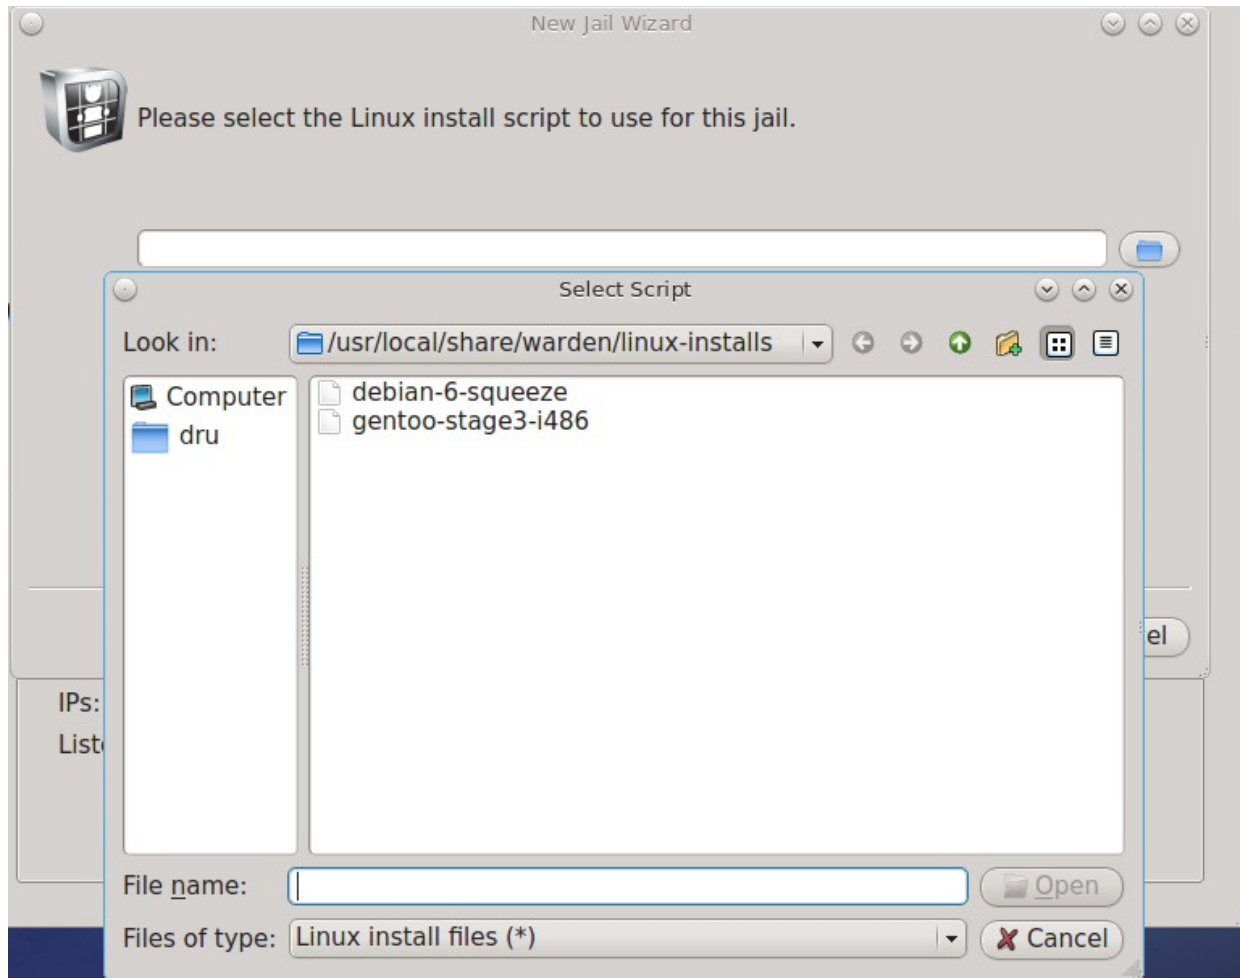 New Jail Wizard
Please select the Linux install script to use for this jail.
Select Script
Look in: /usr/local/share/warden/linux-installs
Computer
dru
debian-6-squeeze
gentoo-stage3-i486
el
IPs:
List
File name: Open
Files of type: Linux install files (*) Cancel